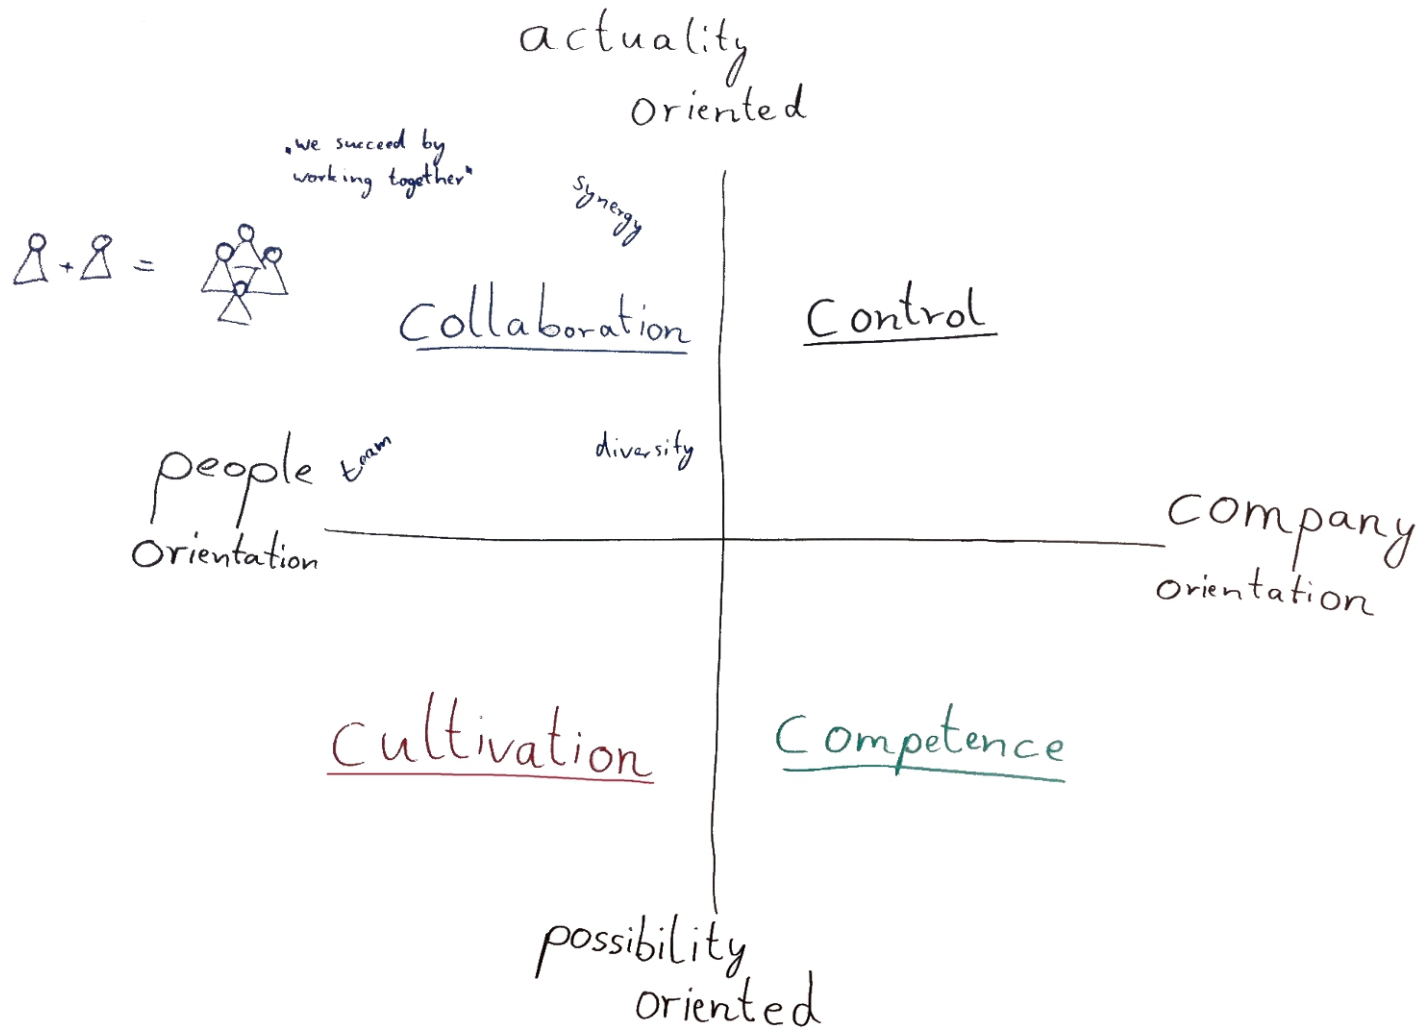 actuality
oriented
„we succeed by
working together"
synergy
+ =
Collaboration
Control
people
orientation
team
diversity
company
orientation
Cultivation
Competence
possibility
oriented